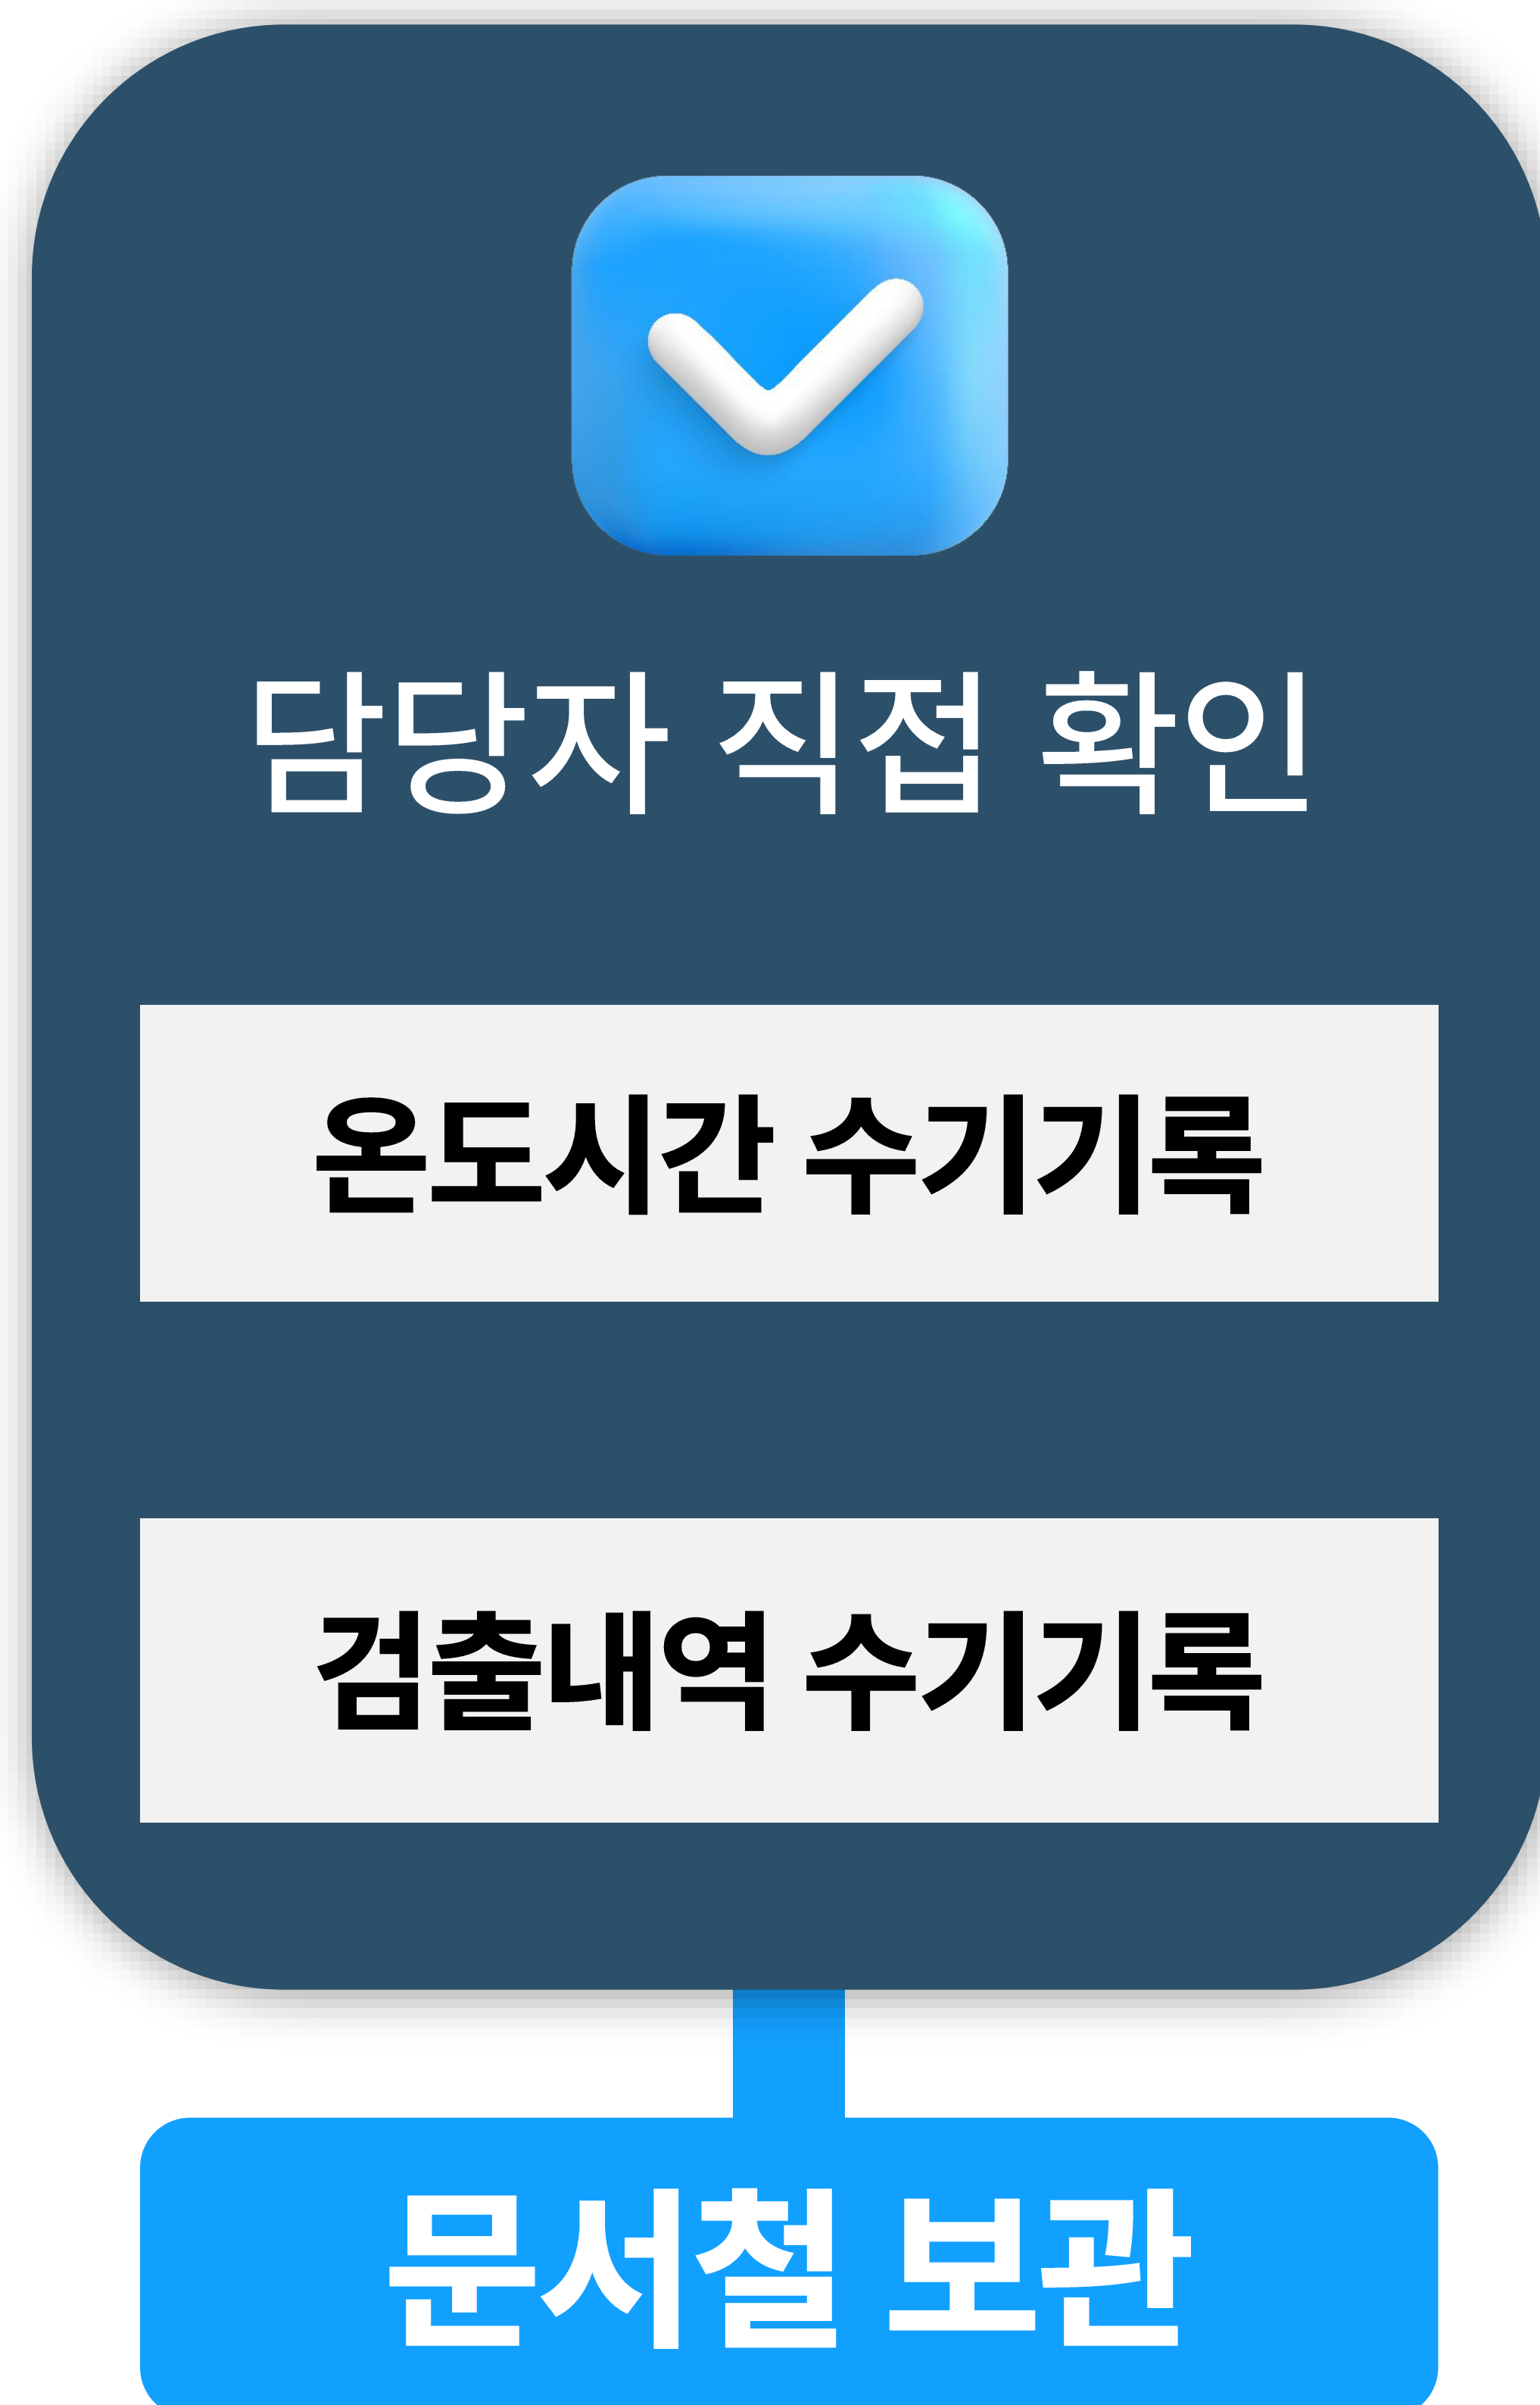 담당자 직접 확인
온도시간 수기기록
검출내역 수기기록
문서철 보관